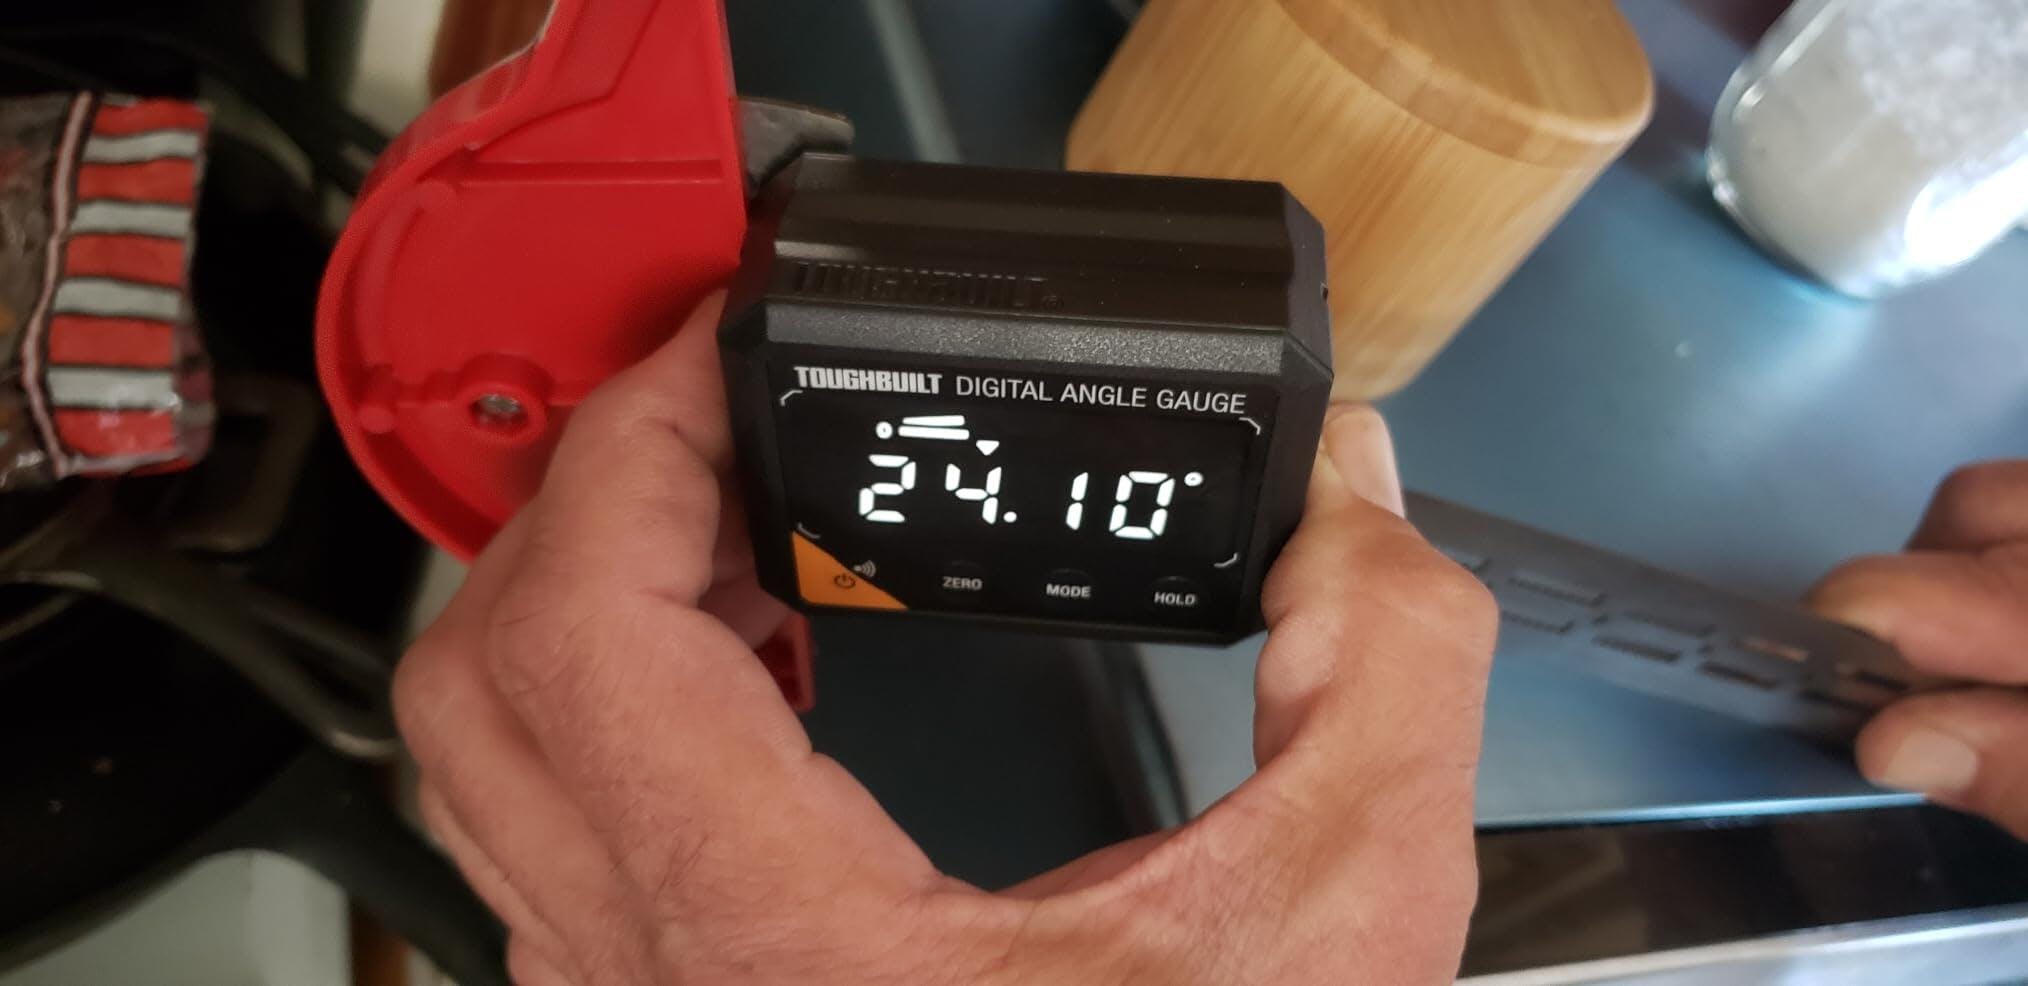 TOUGHBUILT®
TOUGHBUILT DIGITAL ANGLE GAUGE
24.10°
ZERO
MODE
HOLD